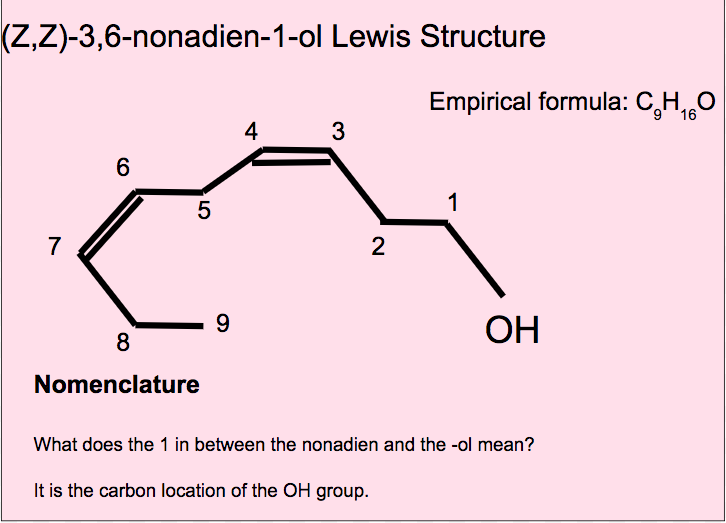 (Z,Z)-3,6-nonadien-1-ol Lewis Structure
Empirical formula: C₉H₁₆O
4 3
6
1
5
7 2
9
OH
8
Nomenclature
What does the 1 in between the nonadien and the -ol mean?
It is the carbon location of the OH group.